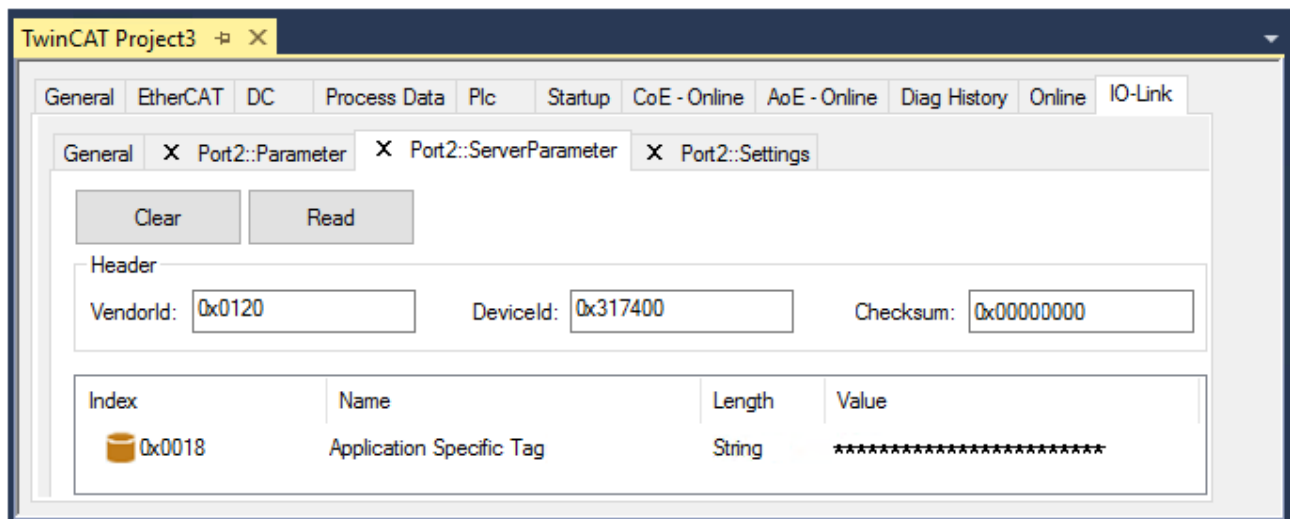 TwinCAT Project3
General EtherCAT DC Process Data Plc Startup CoE - Online AoE - Online Diag History Online IO-Link
General X Port2::Parameter X Port2::ServerParameter X Port2::Settings
Clear Read
Header
VendorId: 0x0120 DeviceId: 0x317400 Checksum: 0x00000000
Index Name Length Value
0x0018 Application Specific Tag String ************************